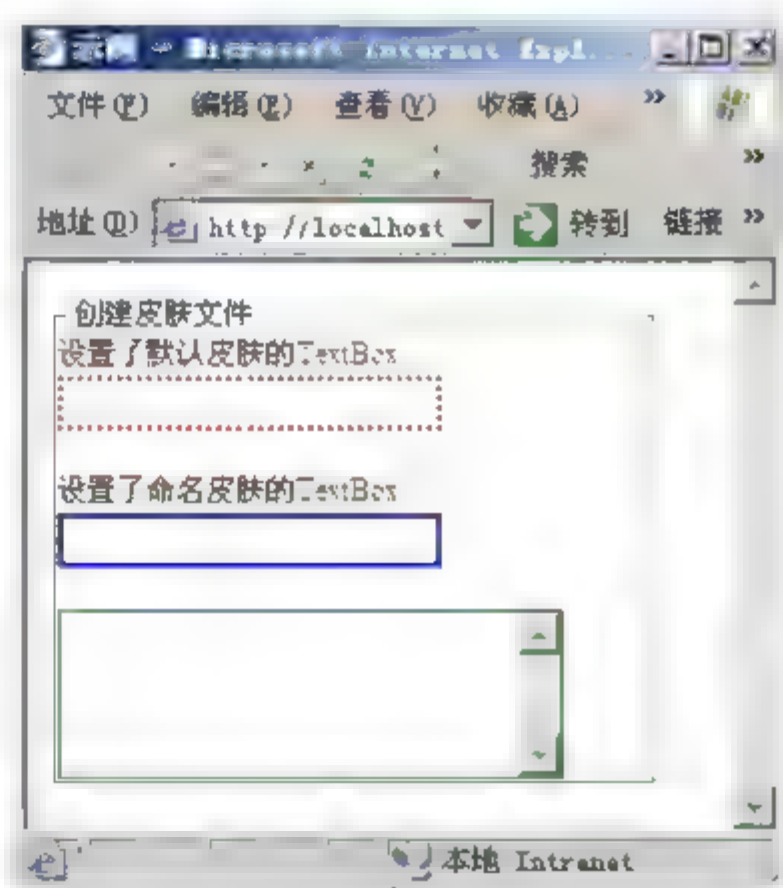 示例 - Microsoft Internet Expl...
文件(F) 编辑(E) 查看(V) 收藏(A) »
搜索 »
地址(D) http //localhost 转到 链接 »
创建皮肤文件
设置了默认皮肤的TextBox
设置了命名皮肤的TextBox
本地 Intranet